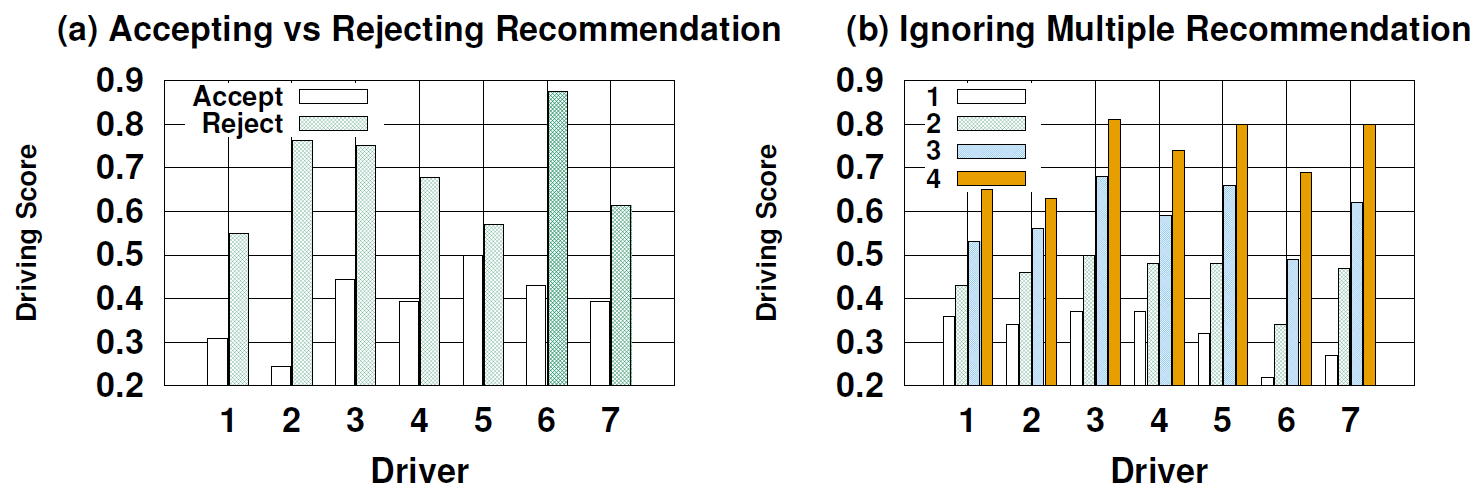 (a) Accepting vs Rejecting Recommendation
0.9
0.8
0.7
0.6
0.5
0.4
0.3
0.2
Driving Score
Accept
Reject
1 2 3 4 5 6 7
Driver
(b) Ignoring Multiple Recommendation
0.9
0.8
0.7
0.6
0.5
0.4
0.3
0.2
Driving Score
1
2
3
4
1 2 3 4 5 6 7
Driver